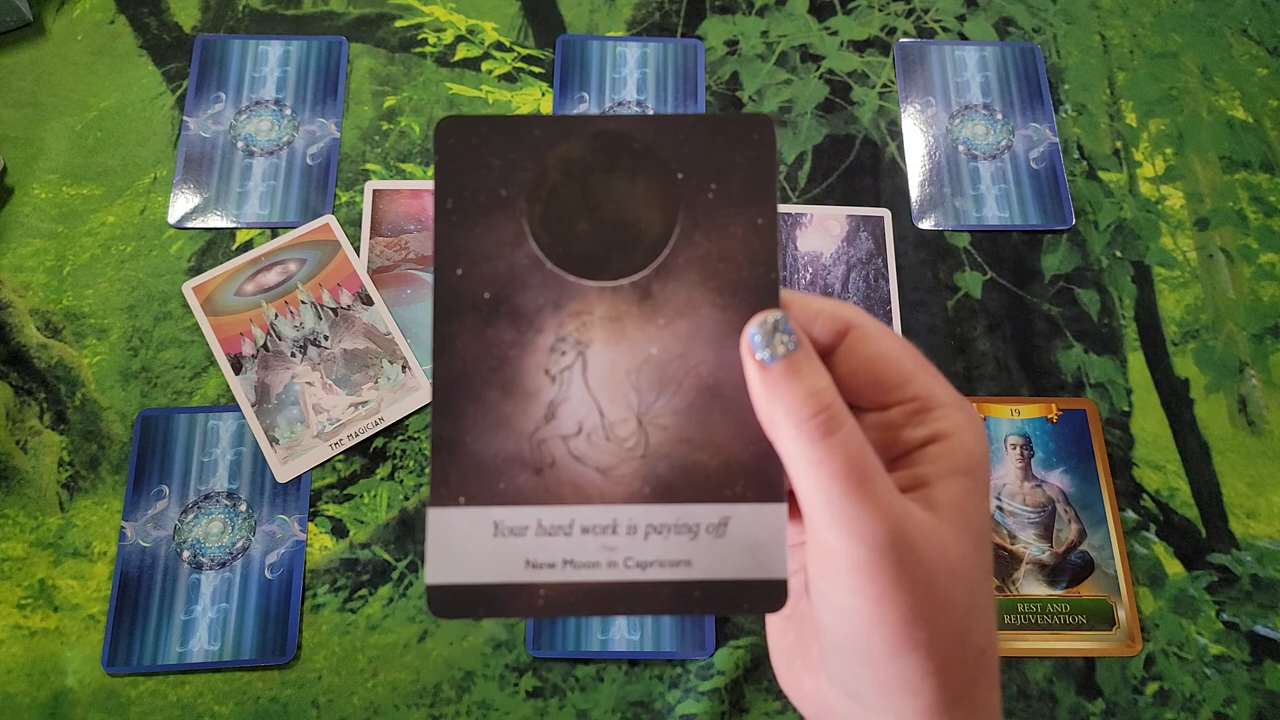 THE MAGICIAN
Your hard work is paying off
New Moon in Capricorn
19
REST AND
REJUVENATION